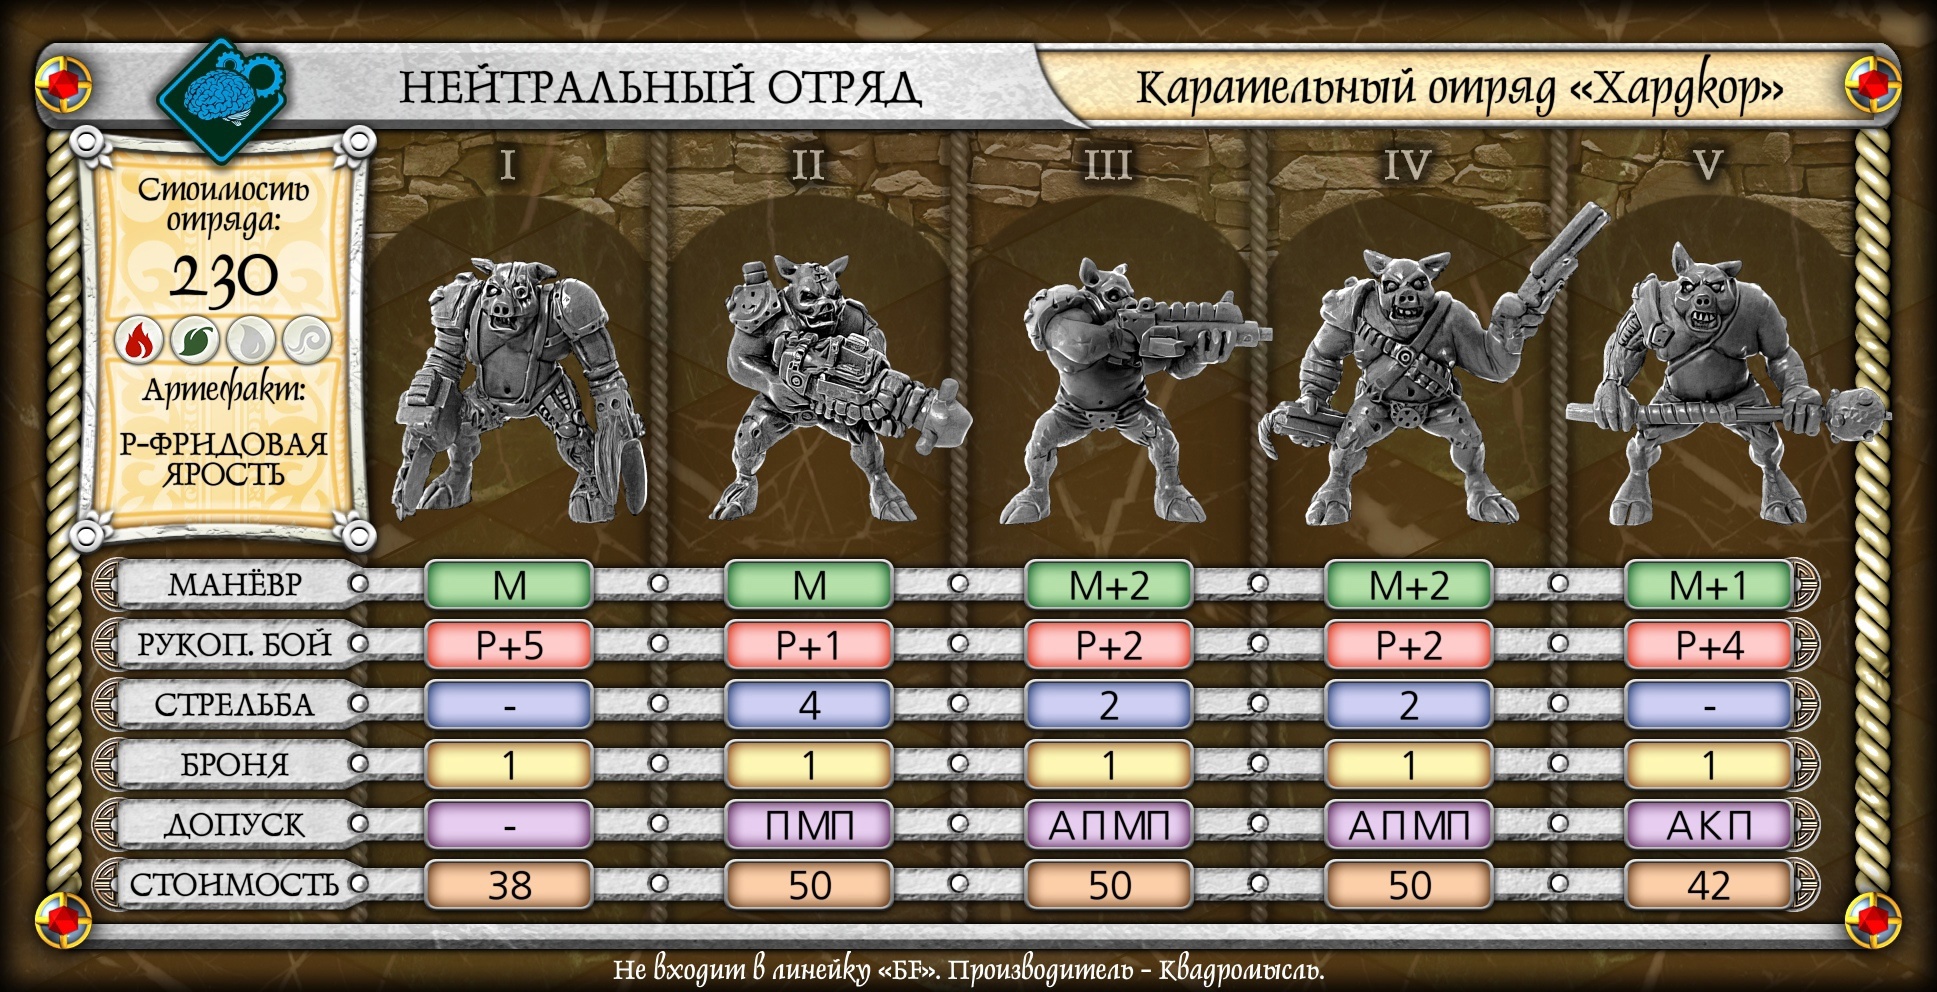 НЕЙТРАЛЬНЫЙ ОТРЯД
Карательный отряд «Хардкор»
Стоимость
отряда:
230
Артефакт:
Р-ФРИДОВАЯ
ЯРОСТЬ
I II III IV V
МАНЁВР М М М+2 М+2 М+1
РУКОП. БОЙ Р+5 Р+1 Р+2 Р+2 Р+4
СТРЕЛЬБА - 4 2 2 -
БРОНЯ 1 1 1 1 1
ДОПУСК - ПМП АПМП АПМП АКП
СТОИМОСТЬ 38 50 50 50 42
Не входит в линейку «БF». Производитель - Квадромысль.